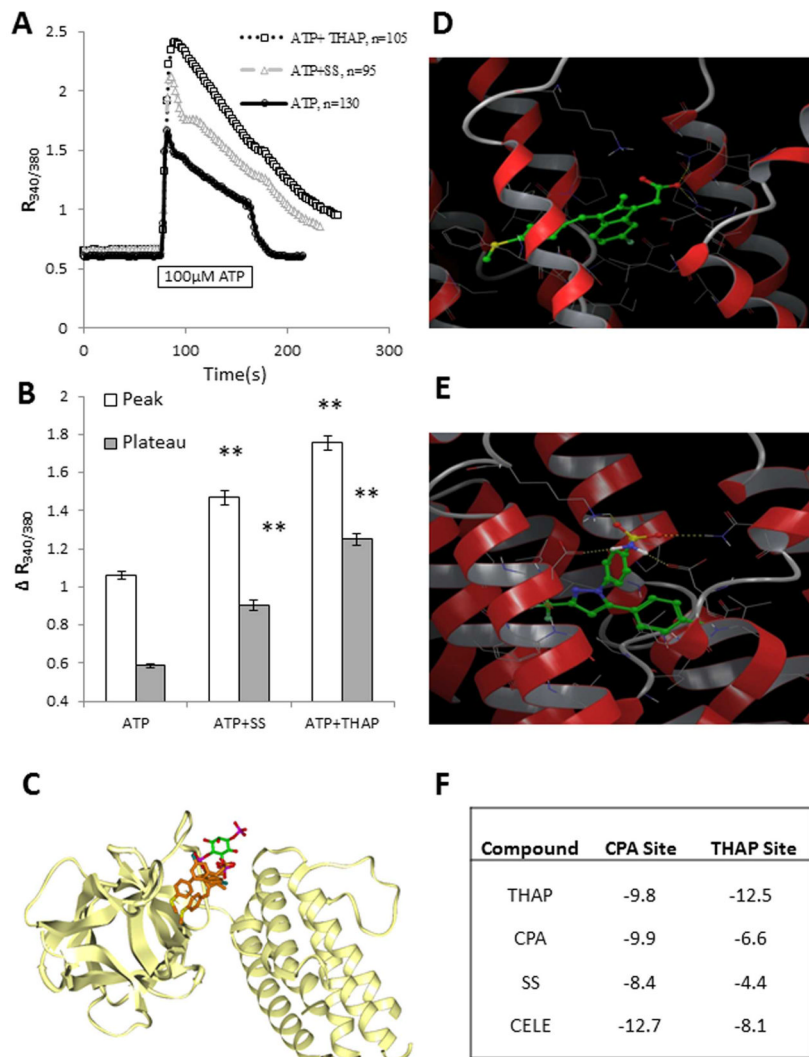 A
R340/380
2.5
2
1.5
1
0.5
0
0
100
200
300
Time(s)
ATP+ THAP, n=105
ATP+SS, n=95
ATP, n=130
100µM ATP
B
Δ R340/380
2
1.8
1.6
1.4
1.2
1
0.8
0.6
0.4
Peak
Plateau
**
**
**
**
ATP
ATP+SS
ATP+THAP
C
D
E
F
Compound CPA Site THAP Site
THAP -9.8 -12.5
CPA -9.9 -6.6
SS -8.4 -4.4
CELE -12.7 -8.1